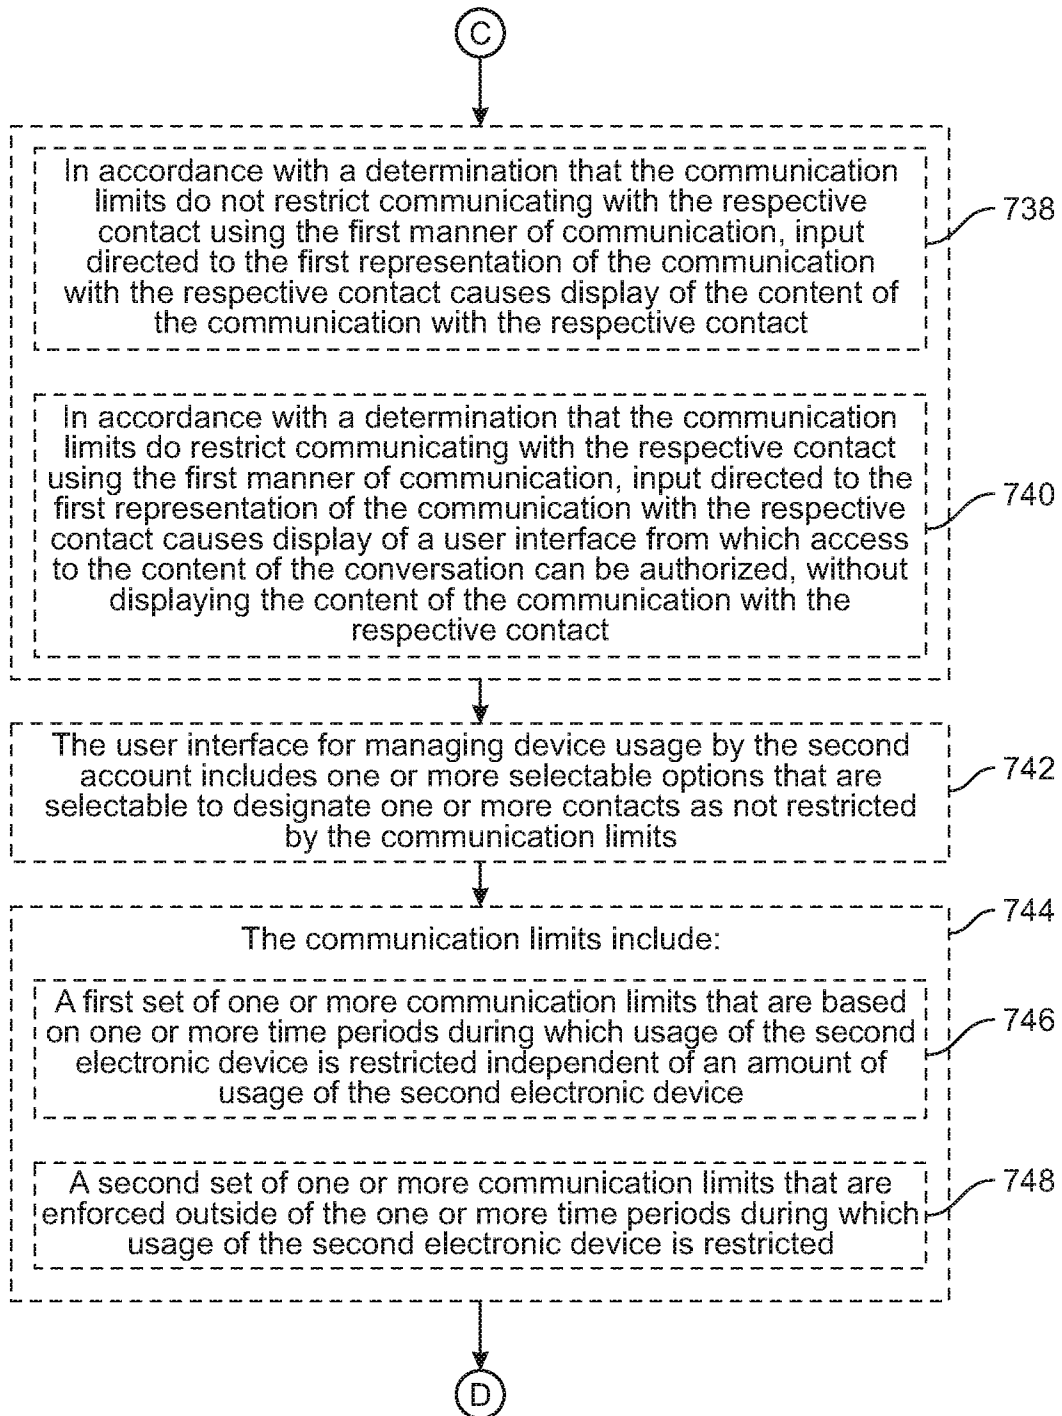 C
In accordance with a determination that the communication
limits do not restrict communicating with the respective
contact using the first manner of communication, input
directed to the first representation of the communication
with the respective contact causes display of the content of
the communication with the respective contact
738
In accordance with a determination that the communication
limits do restrict communicating with the respective contact
using the first manner of communication, input directed to the
first representation of the communication with the respective
contact causes display of a user interface from which access
to the content of the conversation can be authorized, without
displaying the content of the communication with the
respective contact
740
The user interface for managing device usage by the second
account includes one or more selectable options that are
selectable to designate one or more contacts as not restricted
by the communication limits
742
744
The communication limits include:
A first set of one or more communication limits that are based
on one or more time periods during which usage of the second
electronic device is restricted independent of an amount of
usage of the second electronic device
746
A second set of one or more communication limits that are
enforced outside of the one or more time periods during which
usage of the second electronic device is restricted
748
D